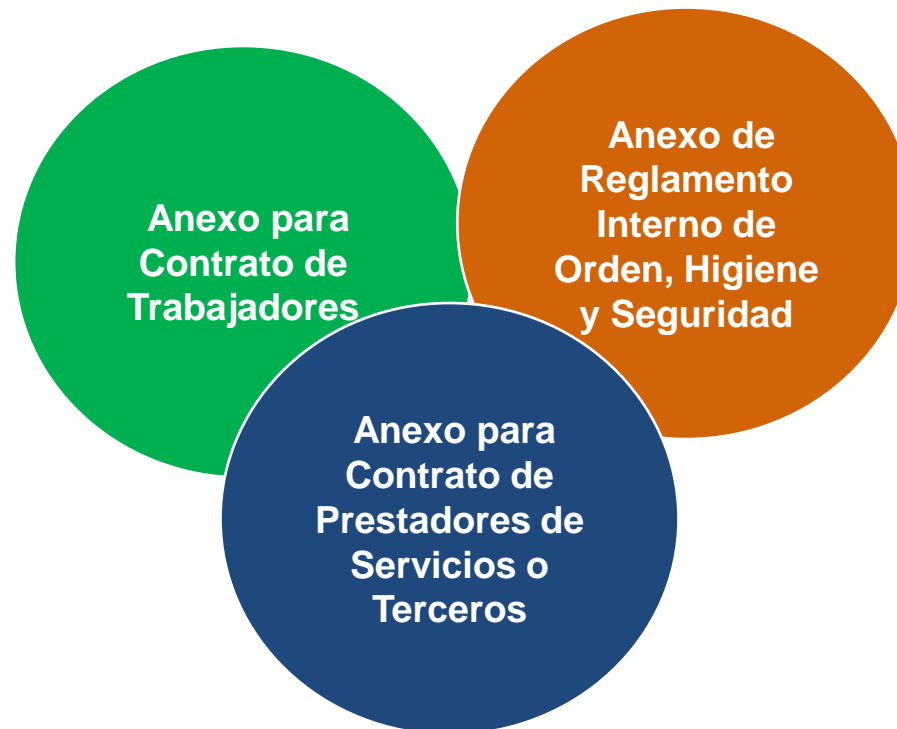 Anexo para
Contrato de
Trabajadores
Anexo de
Reglamento
Interno de
Orden, Higiene
y Seguridad
Anexo para
Contrato de
Prestadores de
Servicios o
Terceros